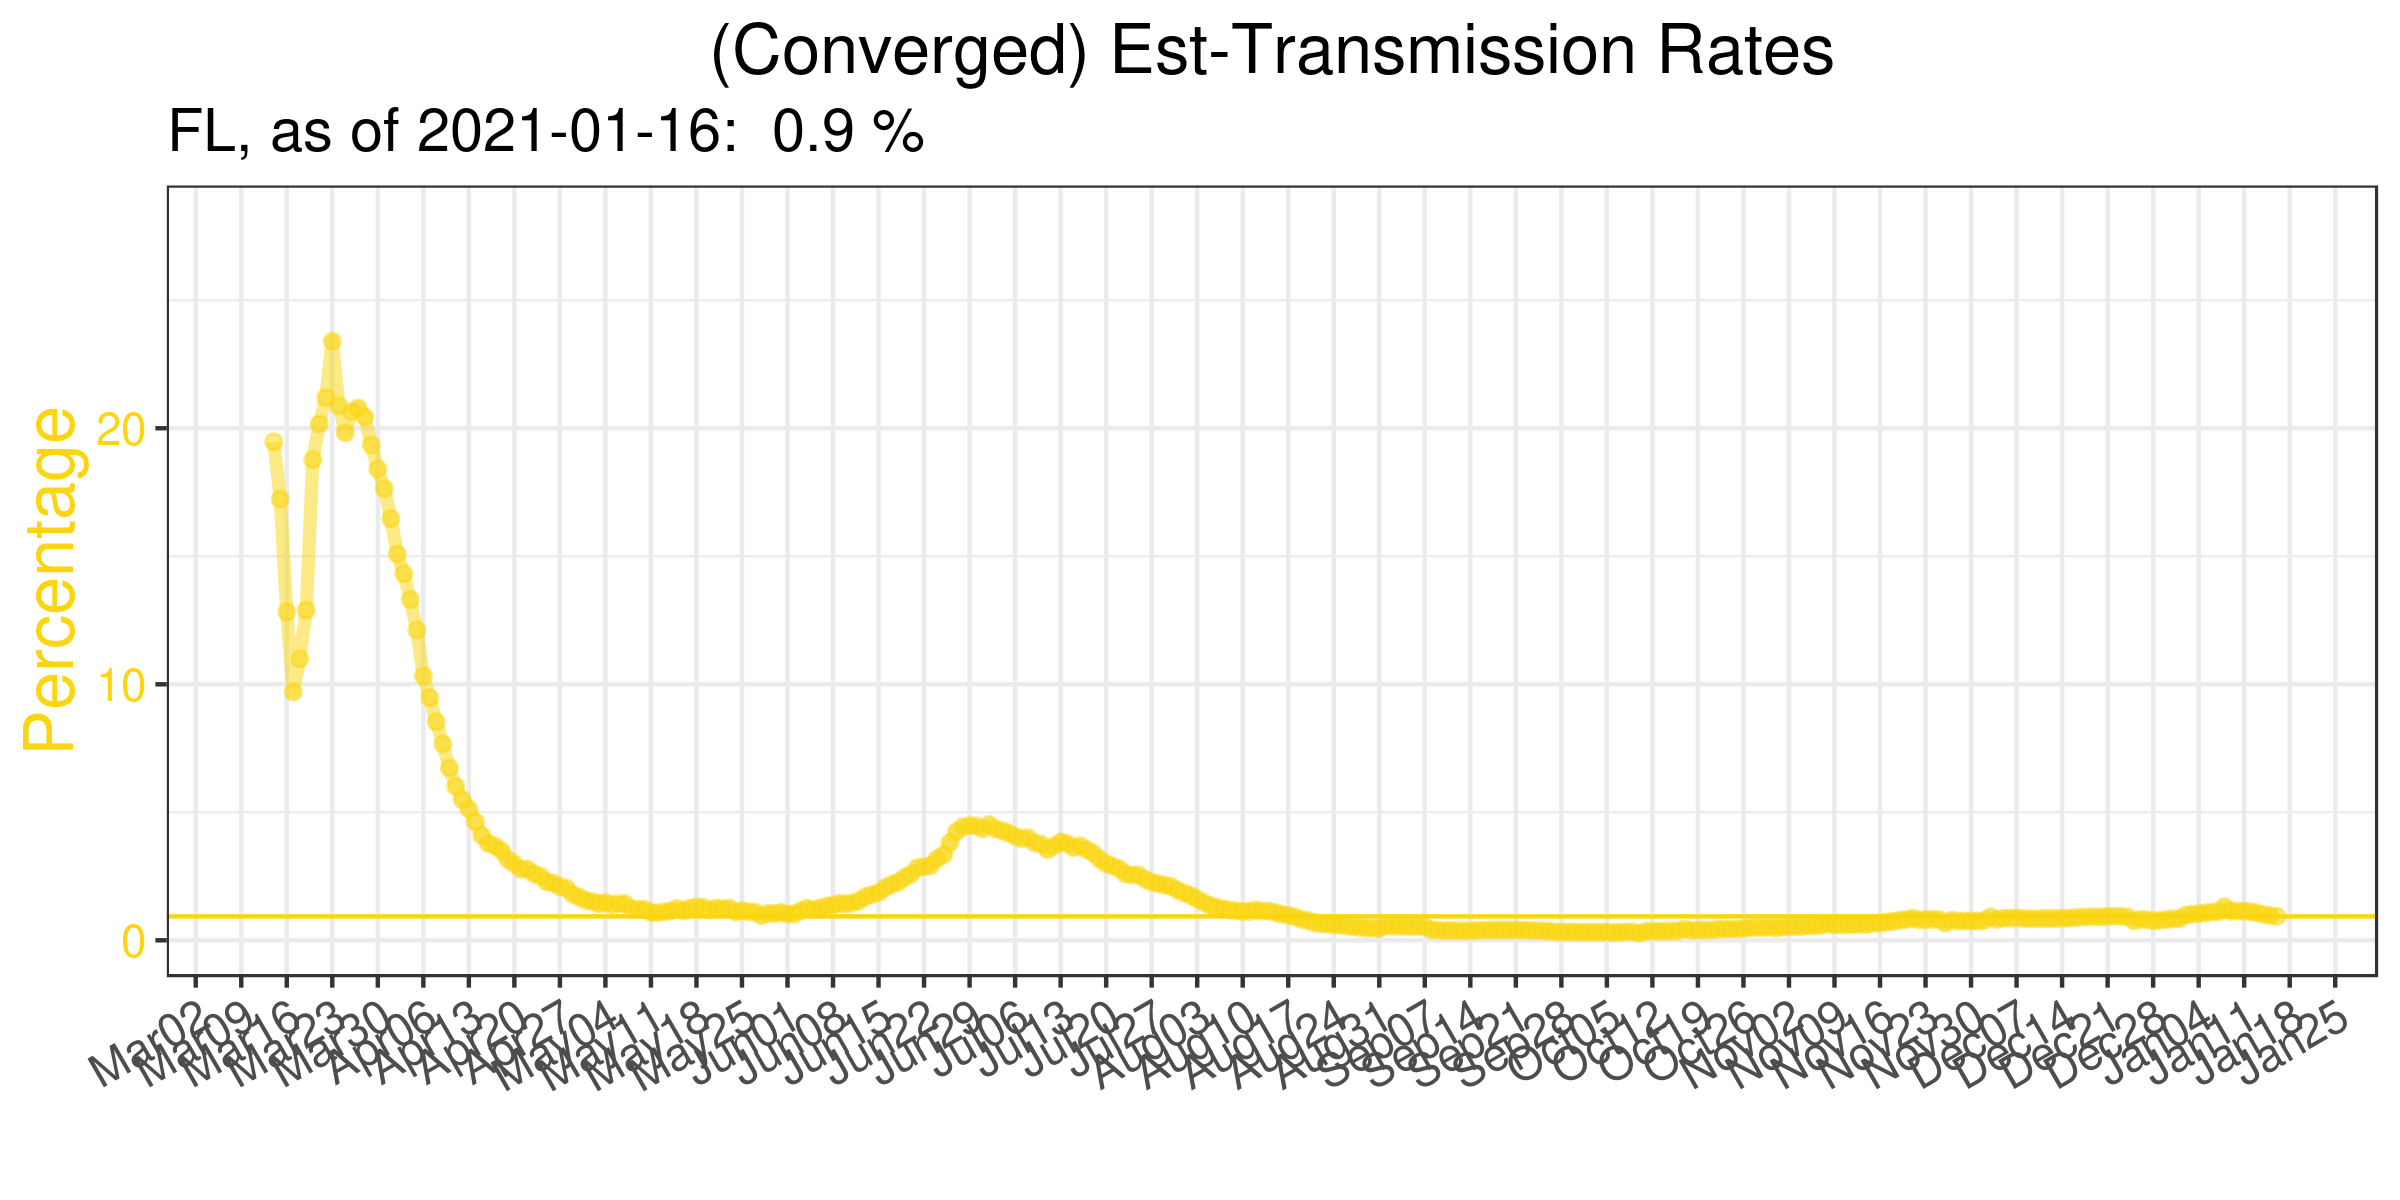 (Converged) Est-Transmission Rates
FL, as of 2021-01-16:  0.9 %
Percentage
20
10
0
Mar02
Mar09
Mar16
Mar23
Mar30
Apr06
Apr13
Apr20
Apr27
May04
May11
May18
May25
Jun01
Jun08
Jun15
Jun22
Jun29
Jul06
Jul13
Jul20
Jul27
Aug03
Aug10
Aug17
Aug24
Aug31
Sep07
Sep14
Sep21
Sep28
Oct05
Oct12
Oct19
Oct26
Nov02
Nov09
Nov16
Nov23
Nov30
Dec07
Dec14
Dec21
Dec28
Jan04
Jan11
Jan18
Jan25